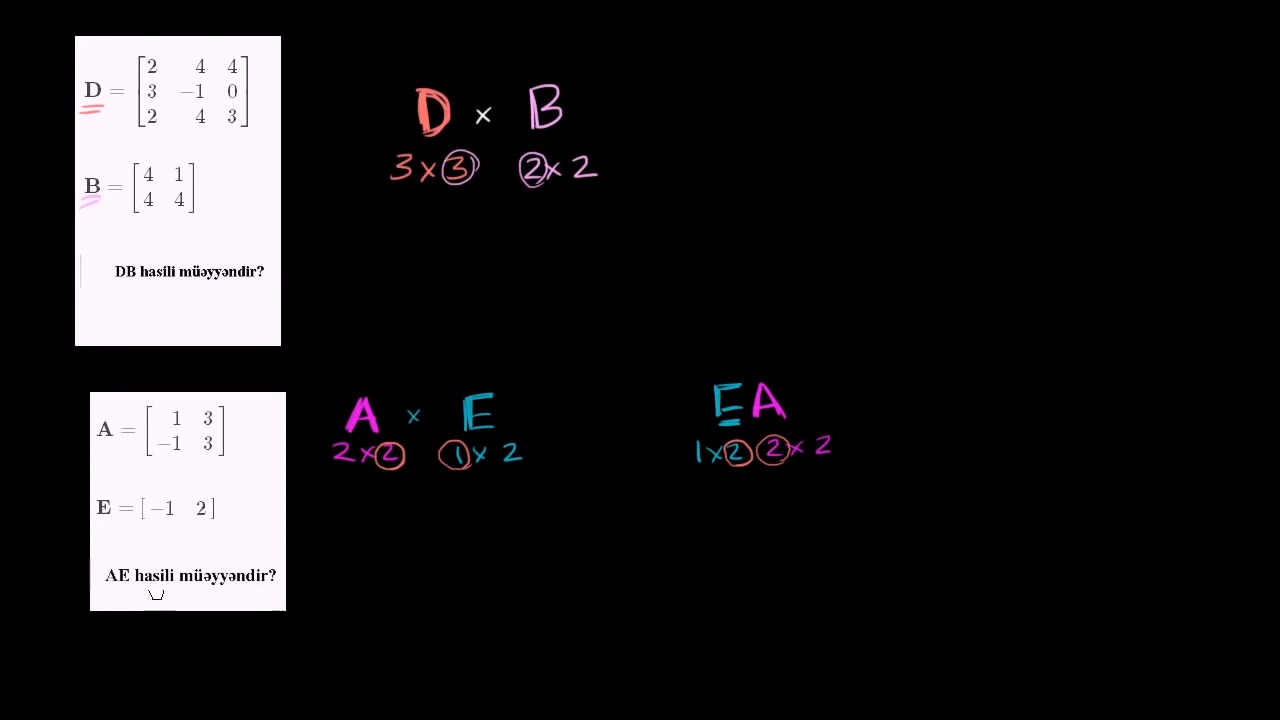 D = [2 4 4
3 −1 0
2 4 3]
B = [4 1
4 4]
DB hasili müəyyəndir?
D × B
3 × 3 2 × 2
A = [1 3
−1 3]
E = [−1 2]
AE hasili müəyyəndir?
A × E
2 × 2 1 × 2
EA
1 × 2 2 × 2